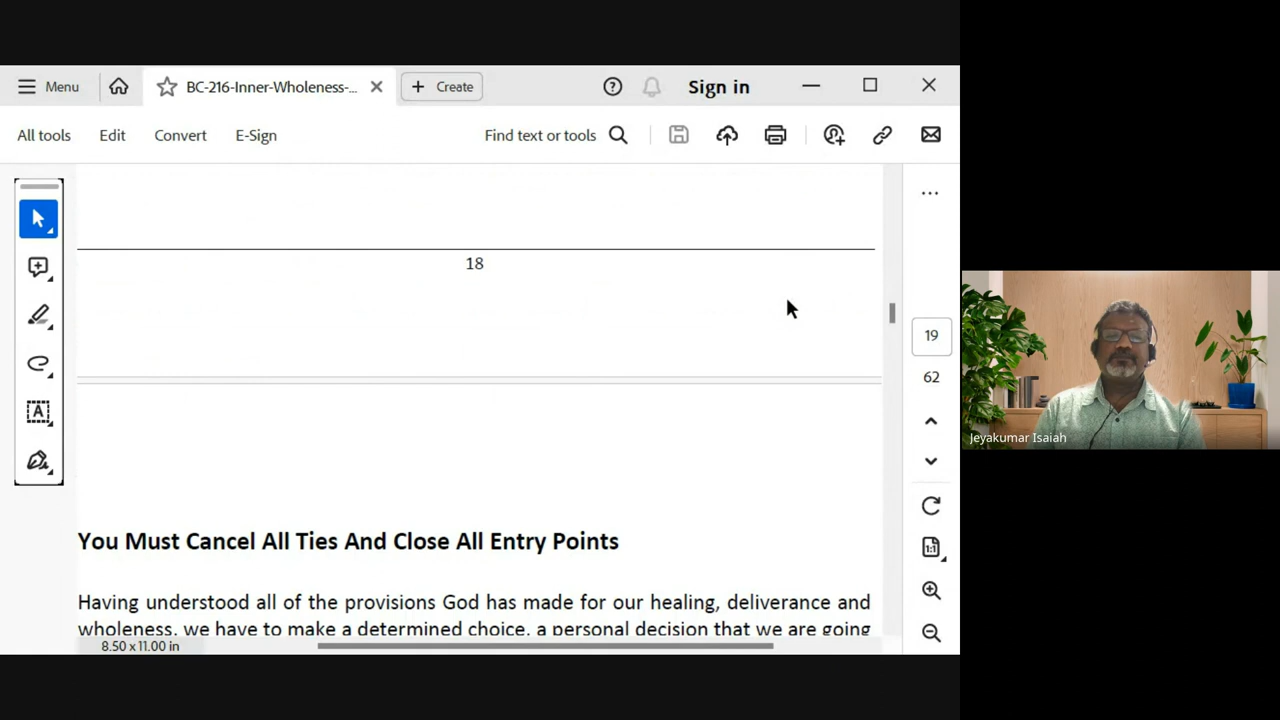 Menu
BC-216-Inner-Wholeness-...
Create
Sign in
All tools
Edit
Convert
E-Sign
Find text or tools
18
19
62
You Must Cancel All Ties And Close All Entry Points
Having understood all of the provisions God has made for our healing, deliverance and
wholeness, we have to make a determined choice, a personal decision that we are going
8.50 x 11.00 in
1:1
A
Jeyakumar Isaiah